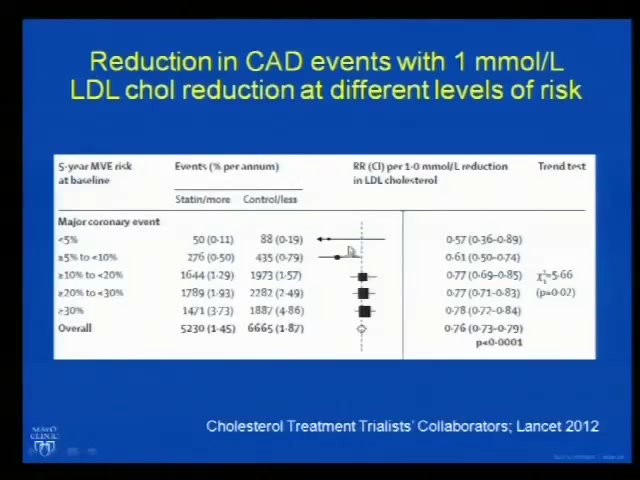 Reduction in CAD events with 1 mmol/L
LDL chol reduction at different levels of risk
5-year MVE risk at baseline Events (% per annum) RR (CI) per 1·0 mmol/L reduction in LDL cholesterol Trend test
Statin/more Control/less
Major coronary event
<5% 50 (0·11) 88 (0·19) 0·57 (0·36–0·89)
≥5% to <10% 276 (0·50) 435 (0·79) 0·61 (0·50–0·74)
≥10% to <20% 1644 (1·29) 1973 (1·57) 0·77 (0·69–0·85) χ²₁=5·66
≥20% to <30% 1789 (1·93) 2282 (2·49) 0·77 (0·71–0·83) (p=0·02)
≥30% 1471 (3·73) 1887 (4·86) 0·78 (0·72–0·84)
Overall 5230 (1·45) 6665 (1·87) 0·76 (0·73–0·79)
p<0·0001
Cholesterol Treatment Trialists' Collaborators; Lancet 2012
MAYO
CLINIC